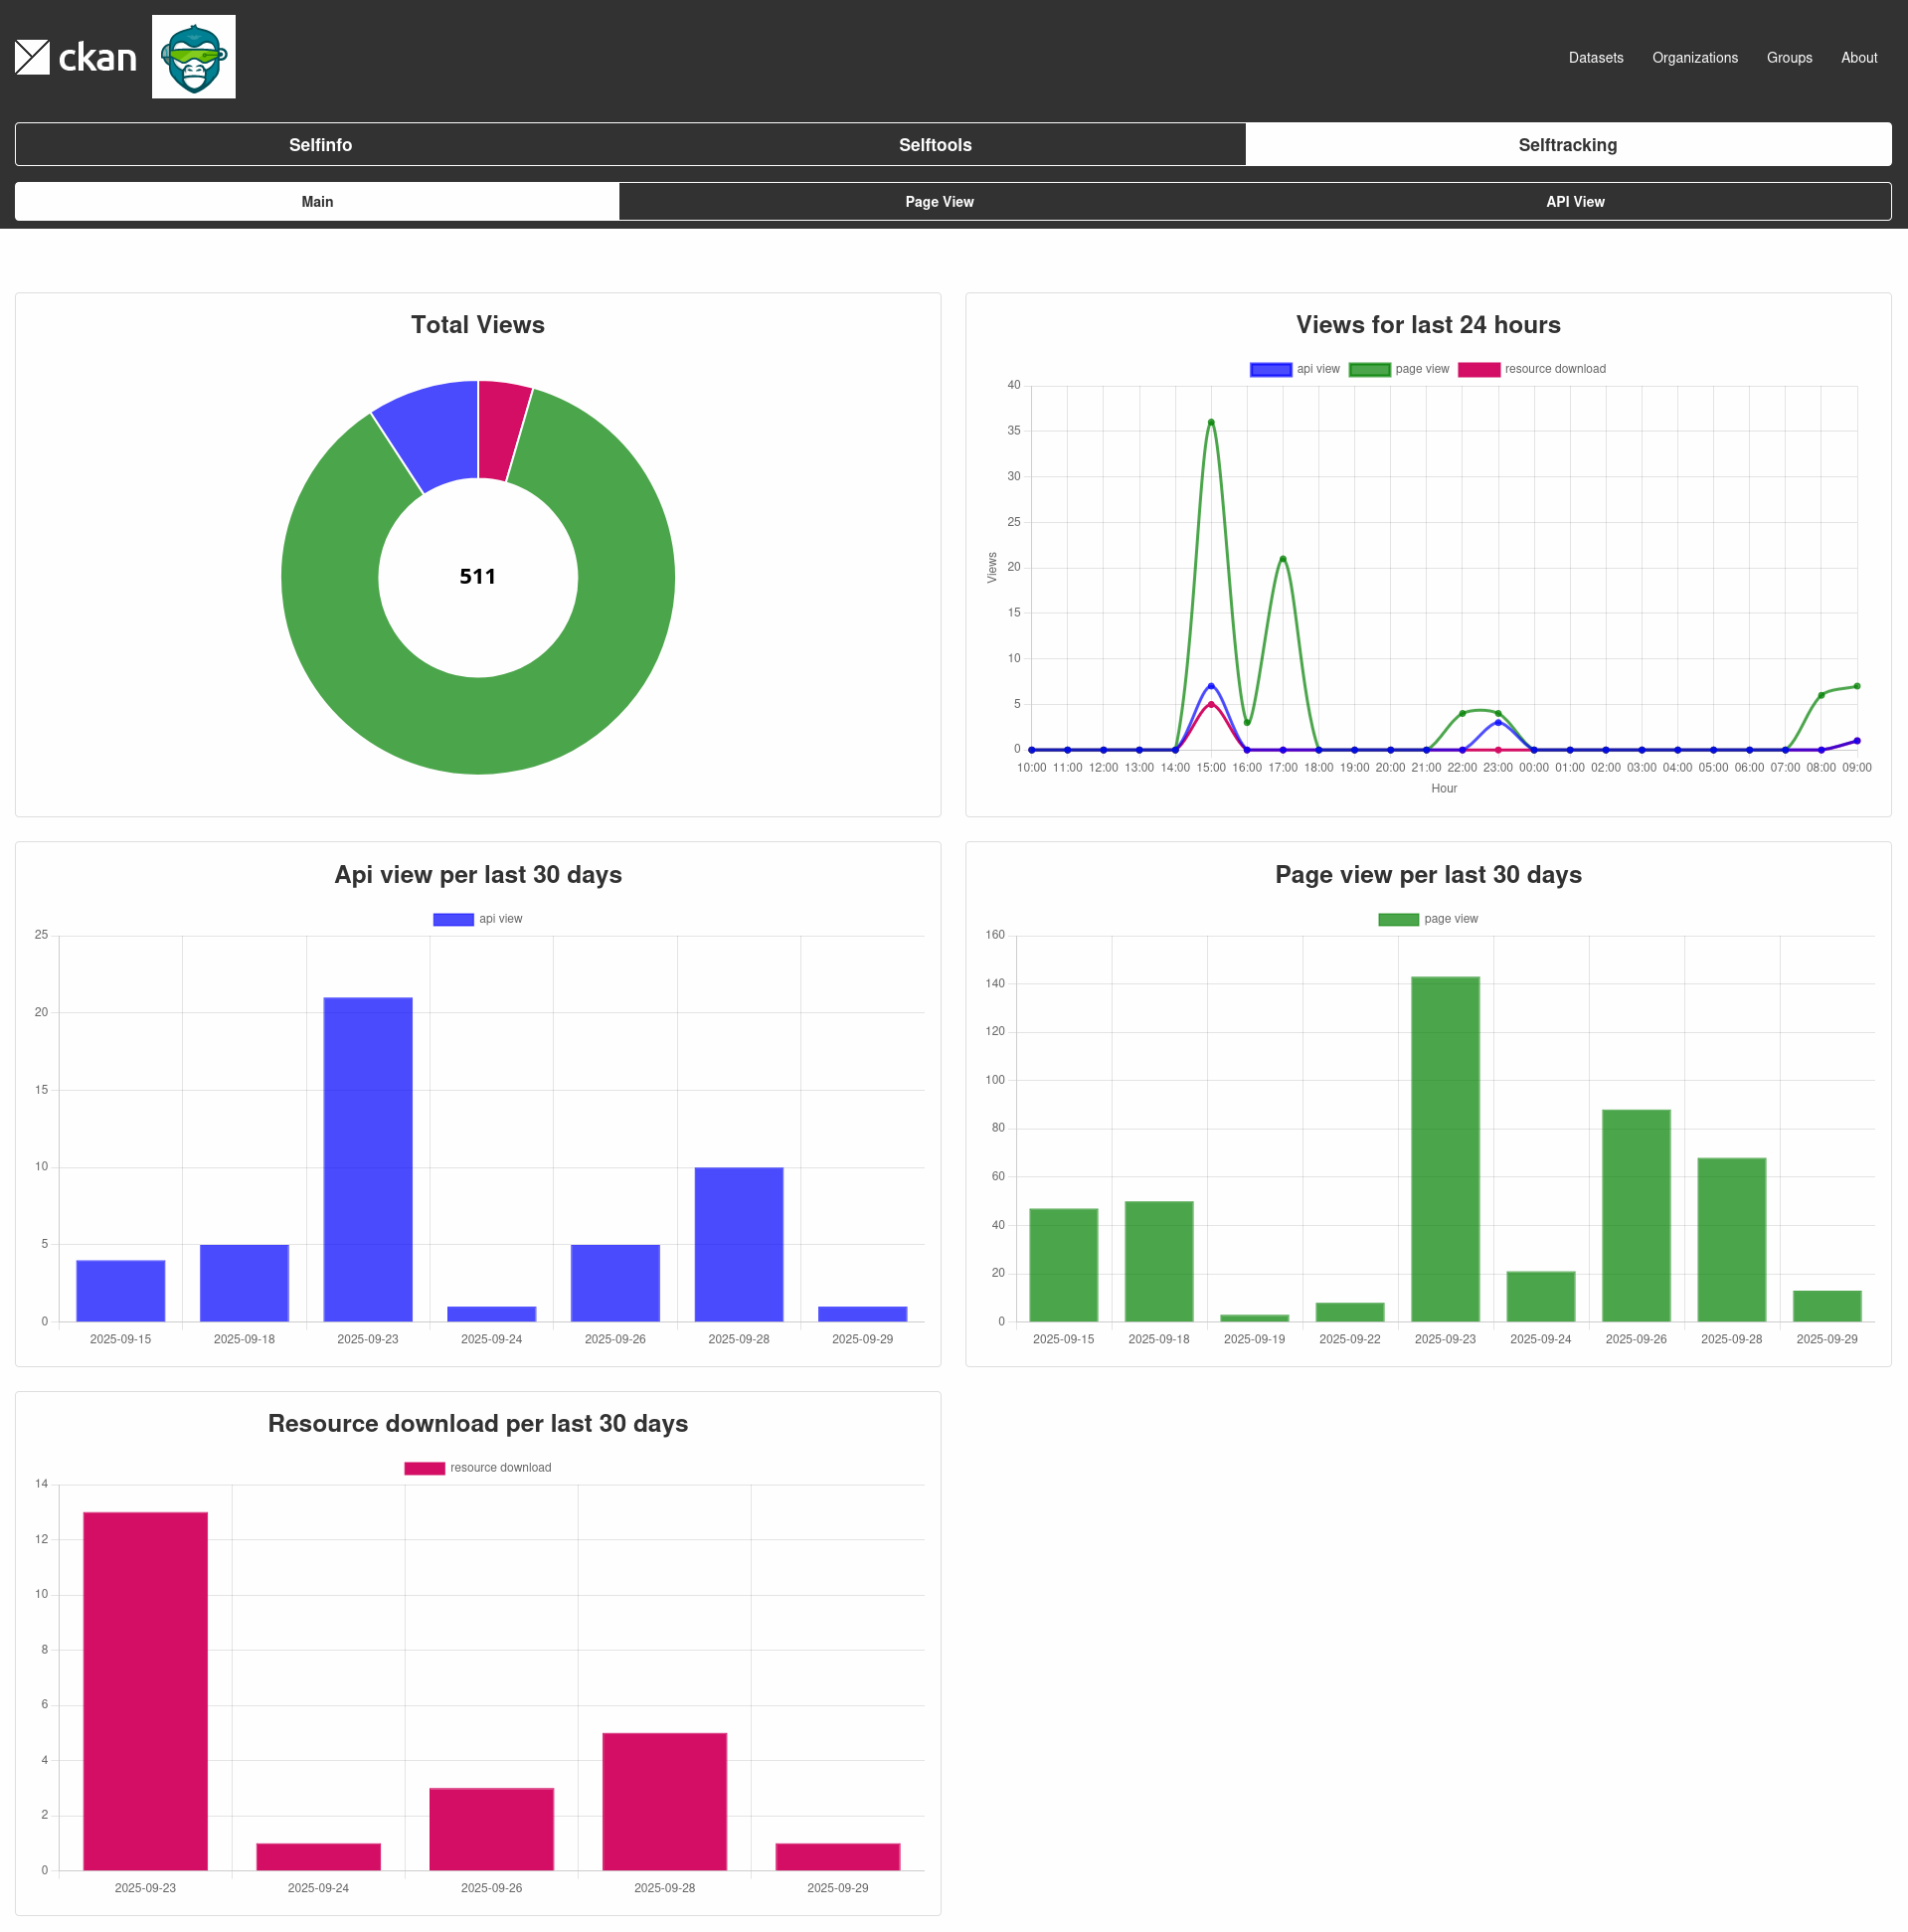 ckan
Datasets Organizations Groups About
Selfinfo Selftools Selftracking
Main Page View API View
Total Views
511
Views for last 24 hours
api view page view resource download
40
35
30
25
20
15
10
5
0
Views
10:00 11:00 12:00 13:00 14:00 15:00 16:00 17:00 18:00 19:00 20:00 21:00 22:00 23:00 00:00 01:00 02:00 03:00 04:00 05:00 06:00 07:00 08:00 09:00
Hour
Api view per last 30 days
api view
25
20
15
10
5
0
2025-09-15 2025-09-18 2025-09-23 2025-09-24 2025-09-26 2025-09-28 2025-09-29
Page view per last 30 days
page view
160
140
120
100
80
60
40
20
0
2025-09-15 2025-09-18 2025-09-19 2025-09-22 2025-09-23 2025-09-24 2025-09-26 2025-09-28 2025-09-29
Resource download per last 30 days
resource download
14
12
10
8
6
4
2
0
2025-09-23 2025-09-24 2025-09-26 2025-09-28 2025-09-29